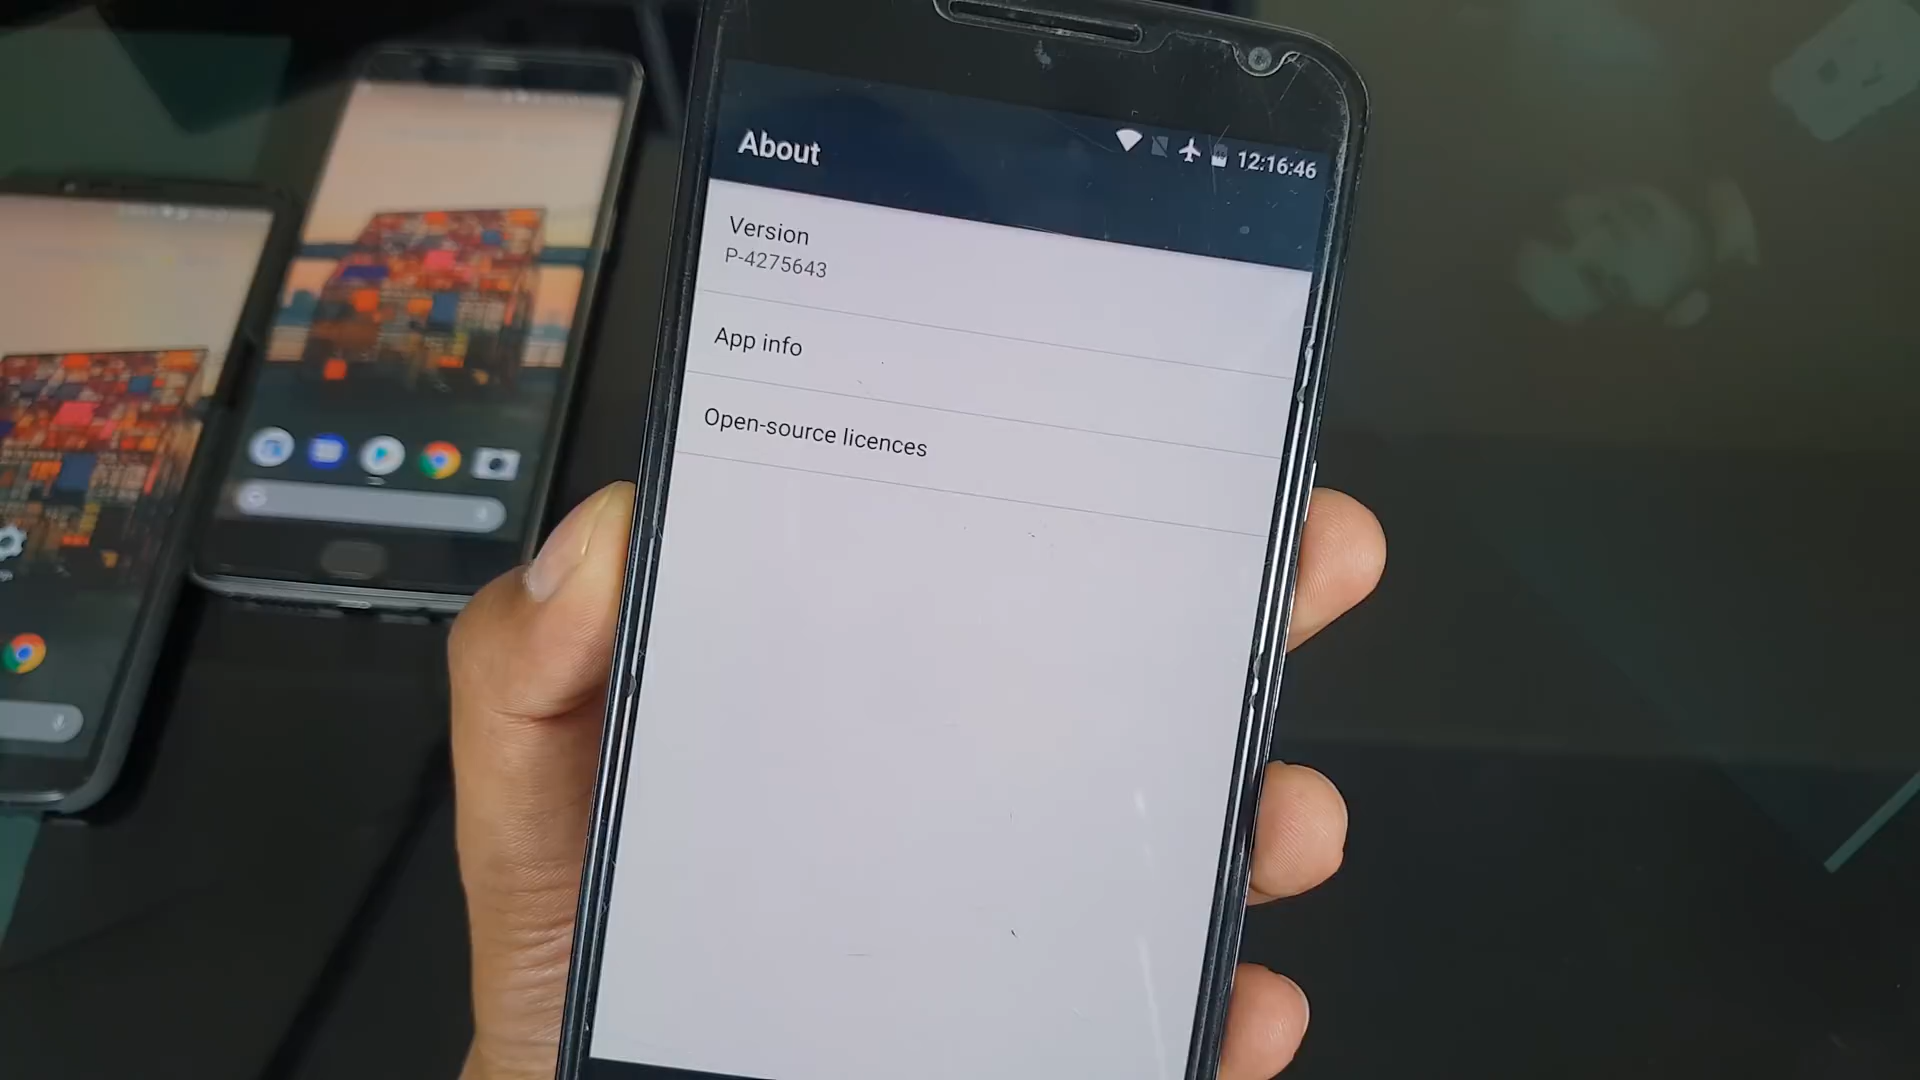 About
12:16:46
Version
P-4275643
App info
Open-source licences